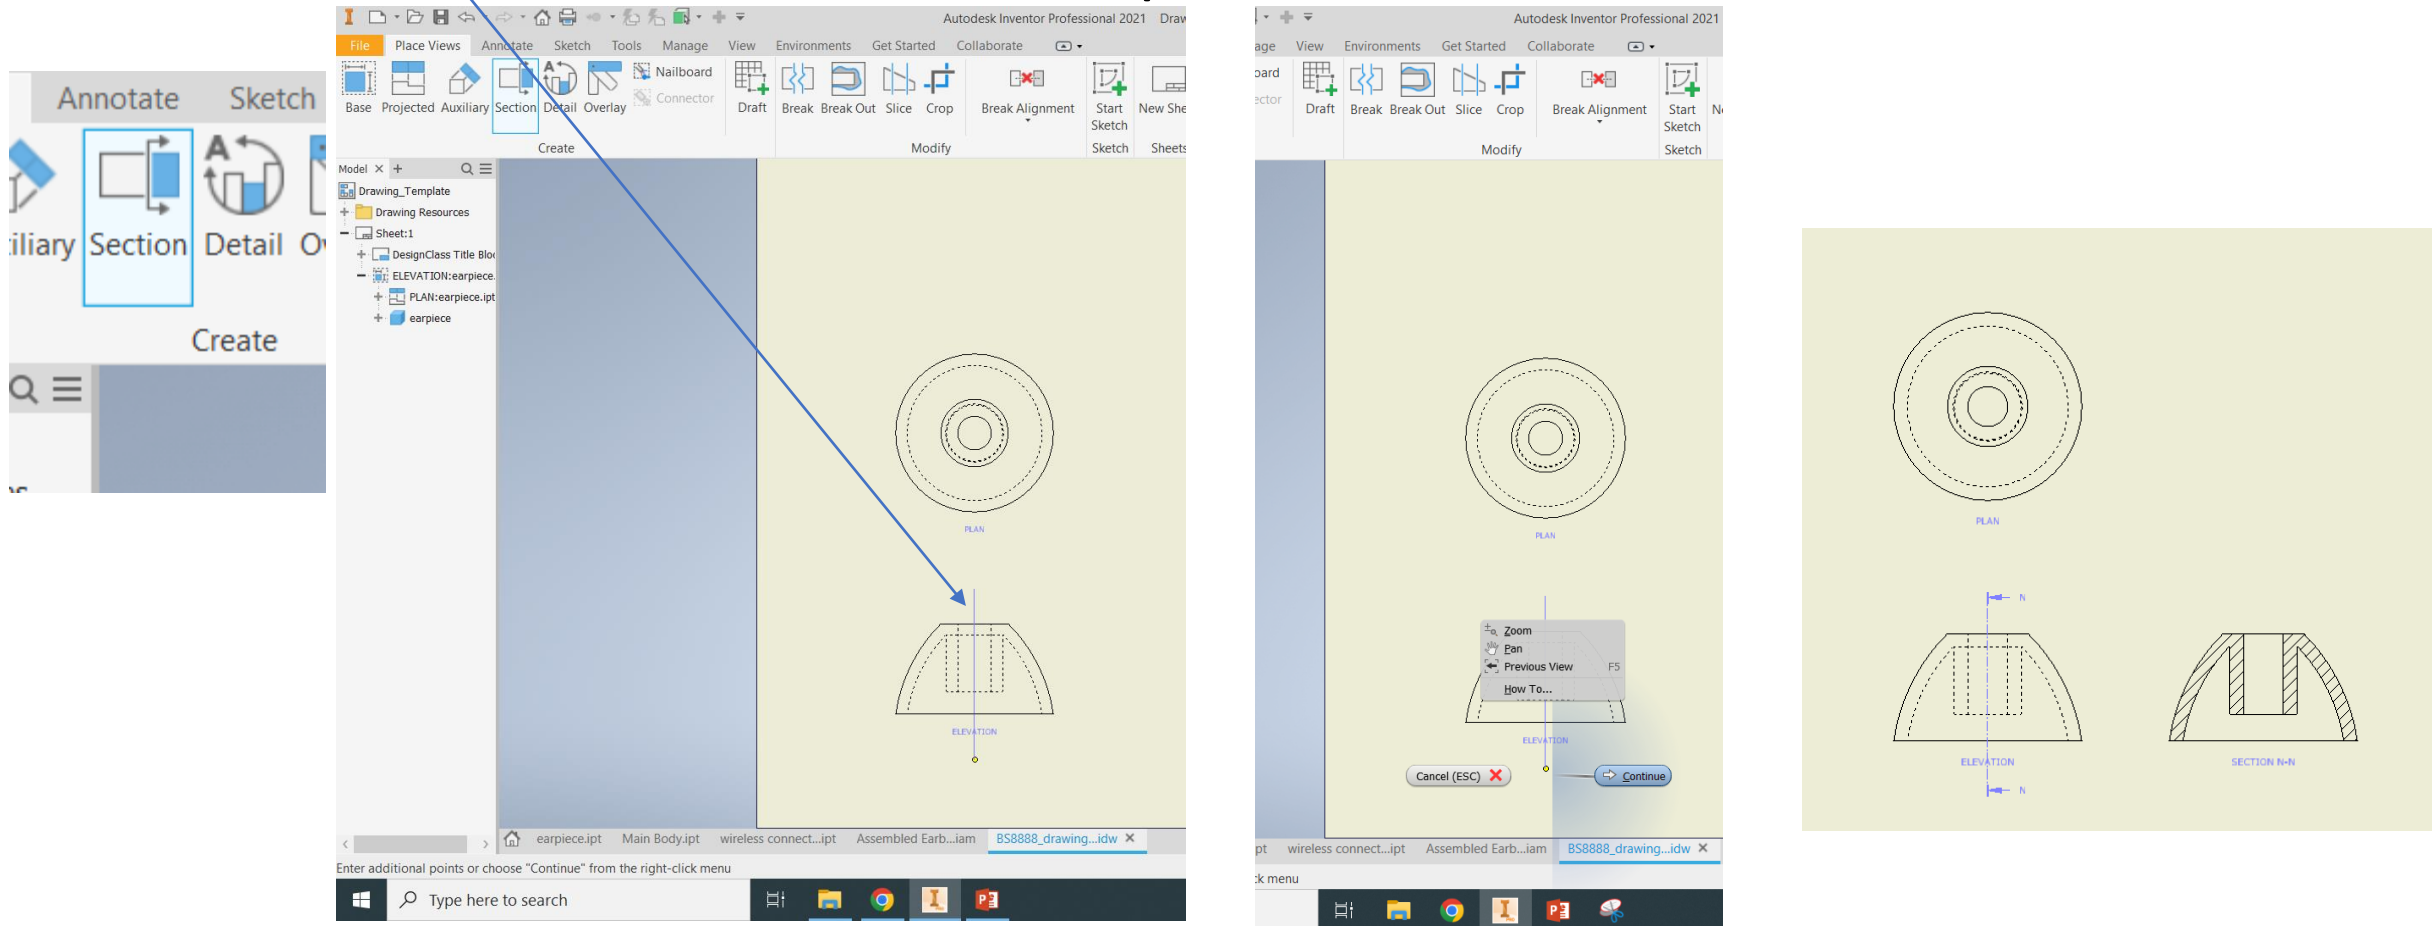 Annotate Sketch
iliary Section Detail
Create
Autodesk Inventor Professional 2021 Draw
File Place Views Annotate Sketch Tools Manage View Environments Get Started Collaborate
Base Projected Auxiliary Section Detail Overlay
Nailboard
Connector
Draft Break Break Out Slice Crop Break Alignment
Start Sketch
New She
Create Modify Sketch Sheets
Model
Drawing_Template
Drawing Resources
Sheet:1
DesignClass Title Blo
ELEVATION:earpiece.
PLAN:earpiece.ipt
earpiece
PLAN
ELEVATION
earpiece.ipt Main Body.ipt wireless connect...ipt Assembled Earb...iam BS8888_drawing...idw
Enter additional points or choose "Continue" from the right-click menu
Type here to search
Autodesk Inventor Professional 2021
age View Environments Get Started Collaborate
oard
ector
Draft Break Break Out Slice Crop Break Alignment
Start Sketch
N
Modify Sketch
PLAN
Zoom
Pan
Previous View F5
How To...
ELEVATION
Cancel (ESC) Continue
pt wireless connect...ipt Assembled Earb...iam BS8888_drawing...idw
ck menu
PLAN
N
ELEVATION SECTION N-N
N